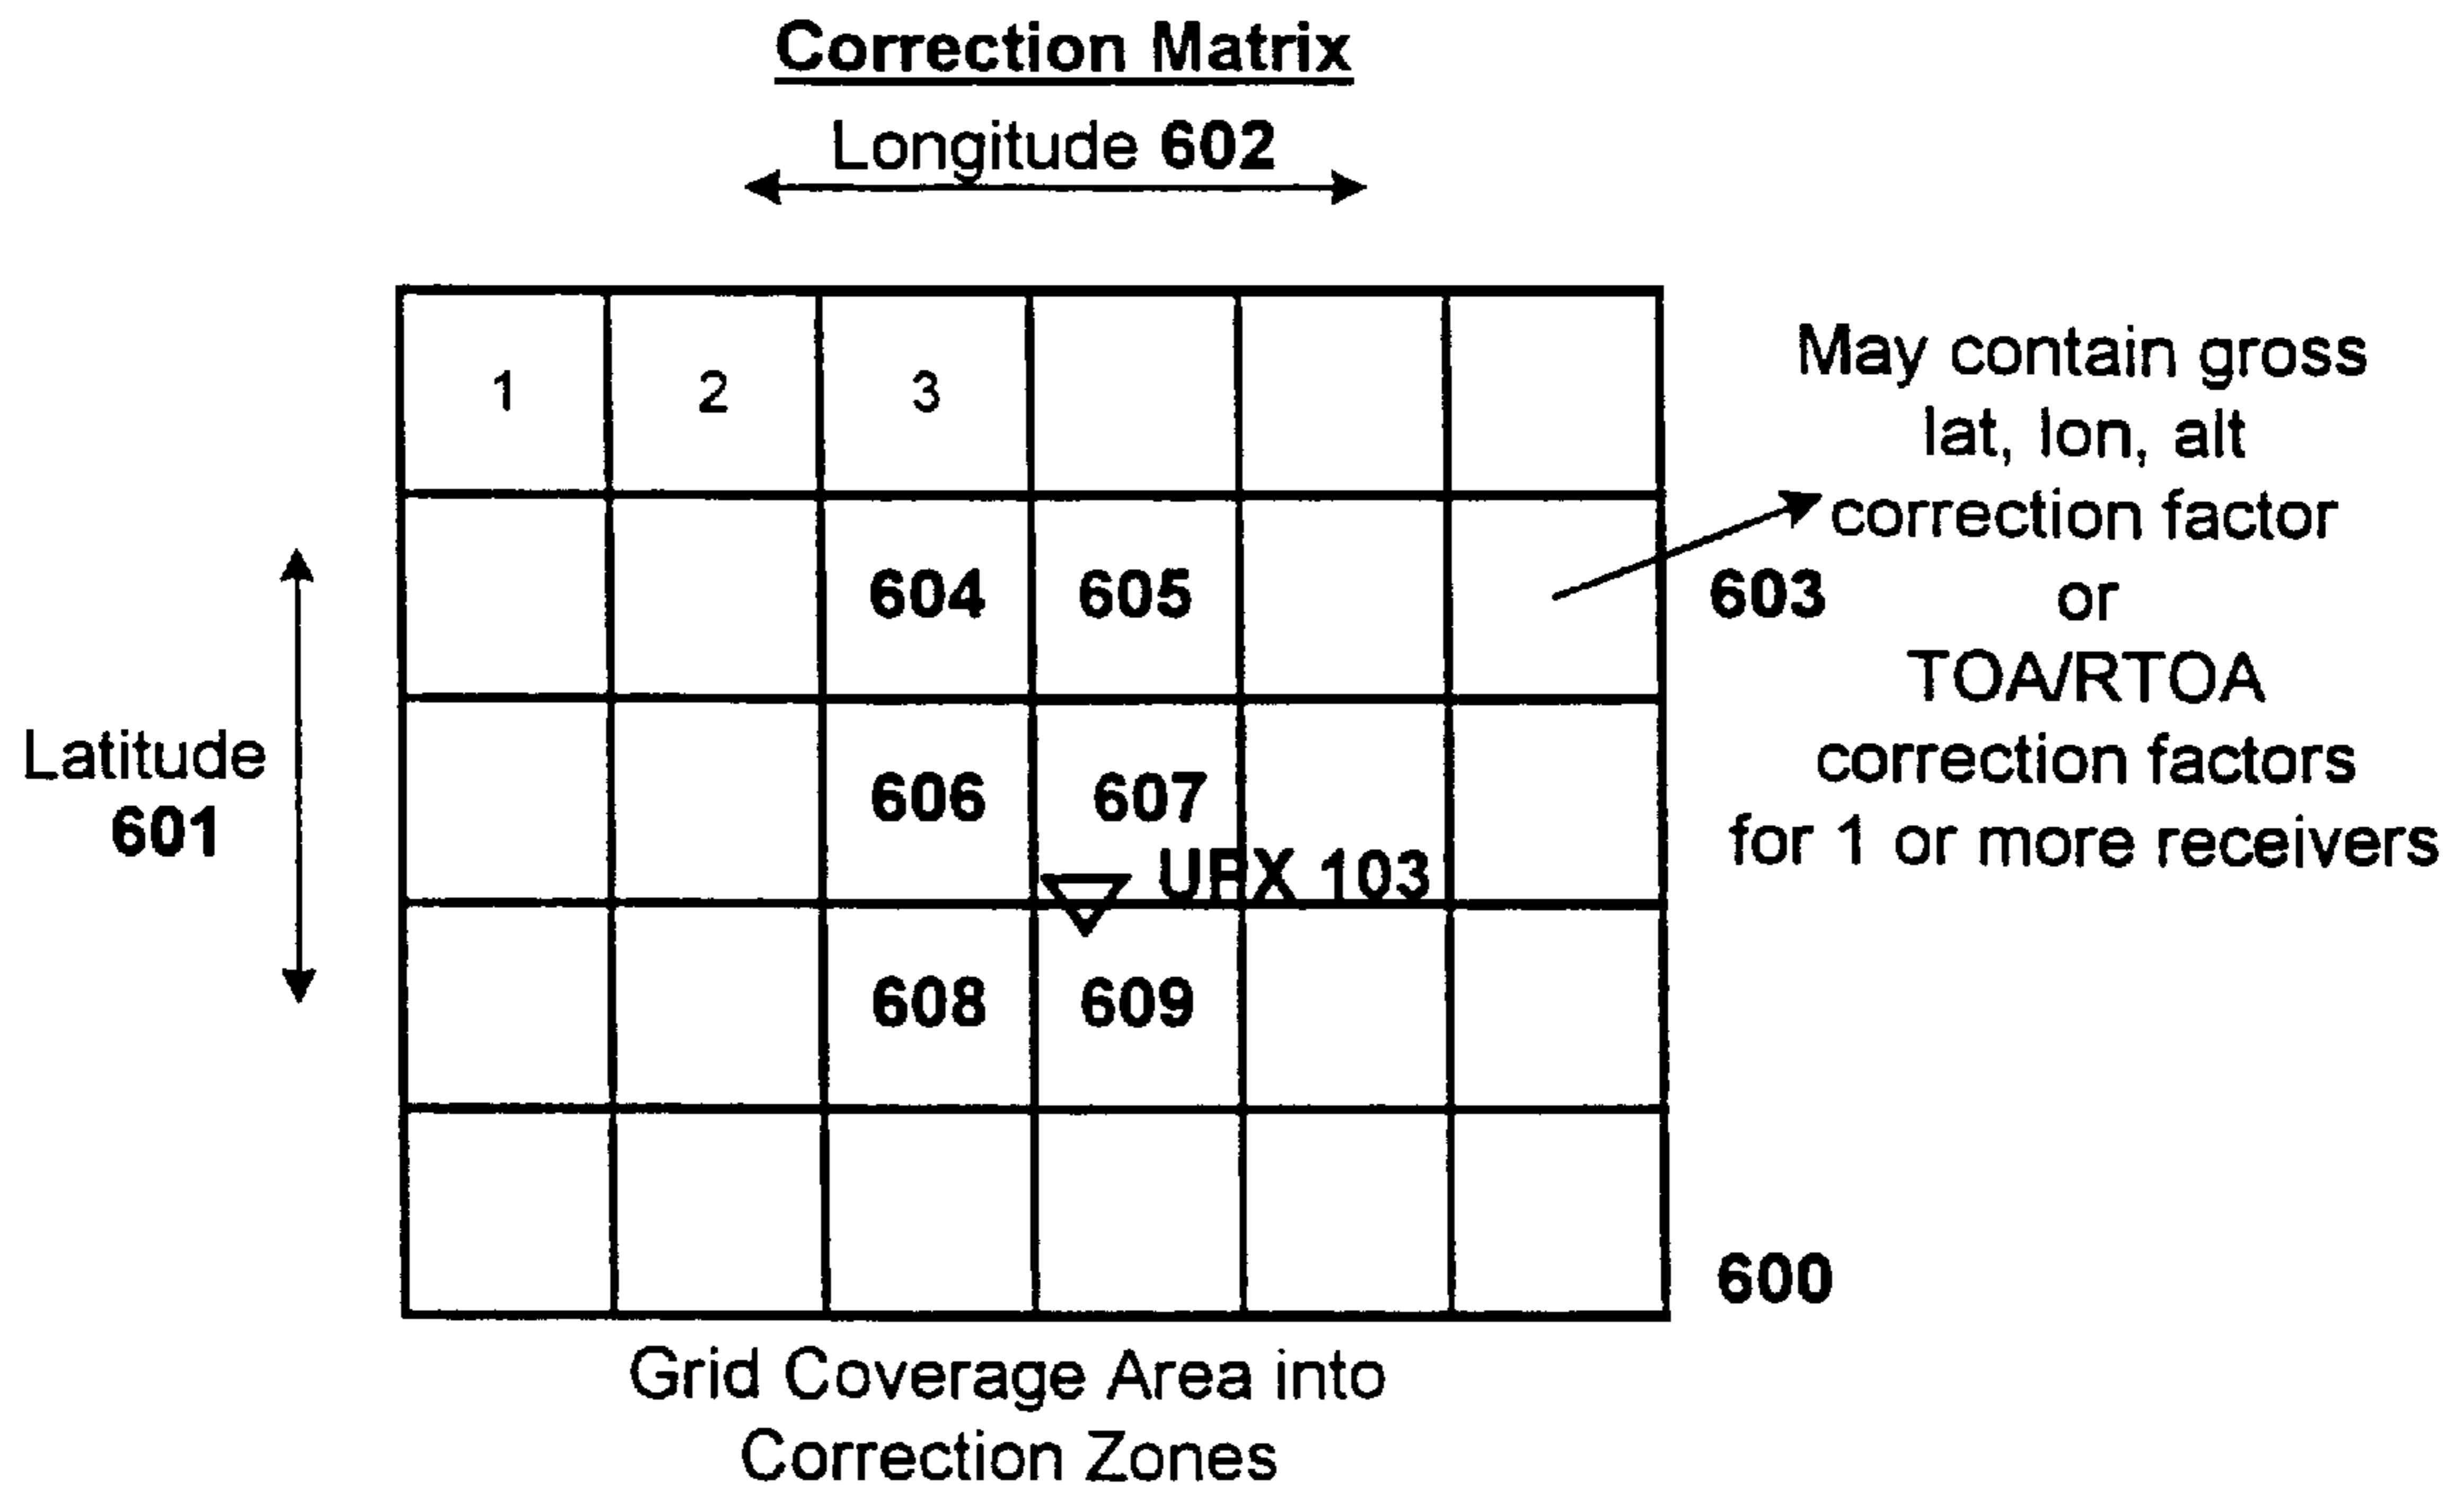 Correction Matrix
Longitude 602
1 2 3
May contain gross
lat, lon, alt
correction factor
604 605 603 or
TOA/RTOA
Latitude
601
606 607
correction factors
for 1 or more receivers
UPX 103
608 609
600
Grid Coverage Area into
Correction Zones